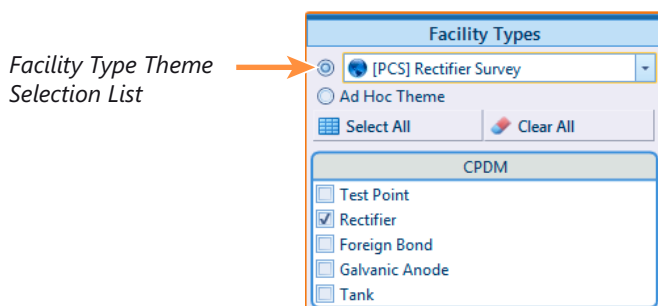 Facility Types
Facility Type Theme
Selection List
[PCS] Rectifier Survey
Ad Hoc Theme
Select All
Clear All
CPDM
Test Point
Rectifier
Foreign Bond
Galvanic Anode
Tank